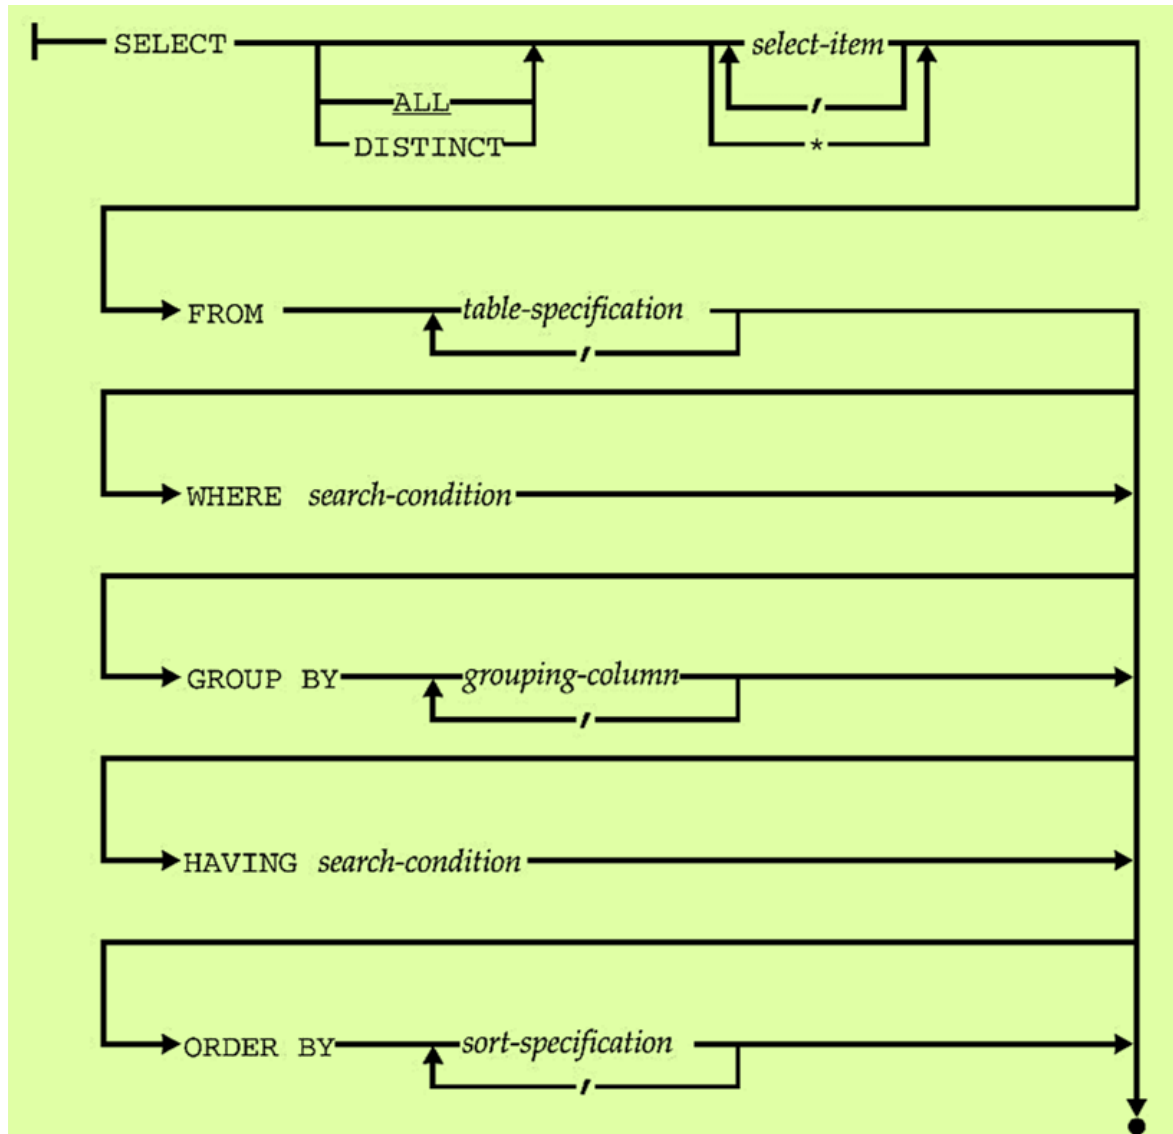 SELECT select-item
ALL ,
DISTINCT *
FROM table-specification
,
WHERE search-condition
GROUP BY grouping-column
,
HAVING search-condition
ORDER BY sort-specification
,